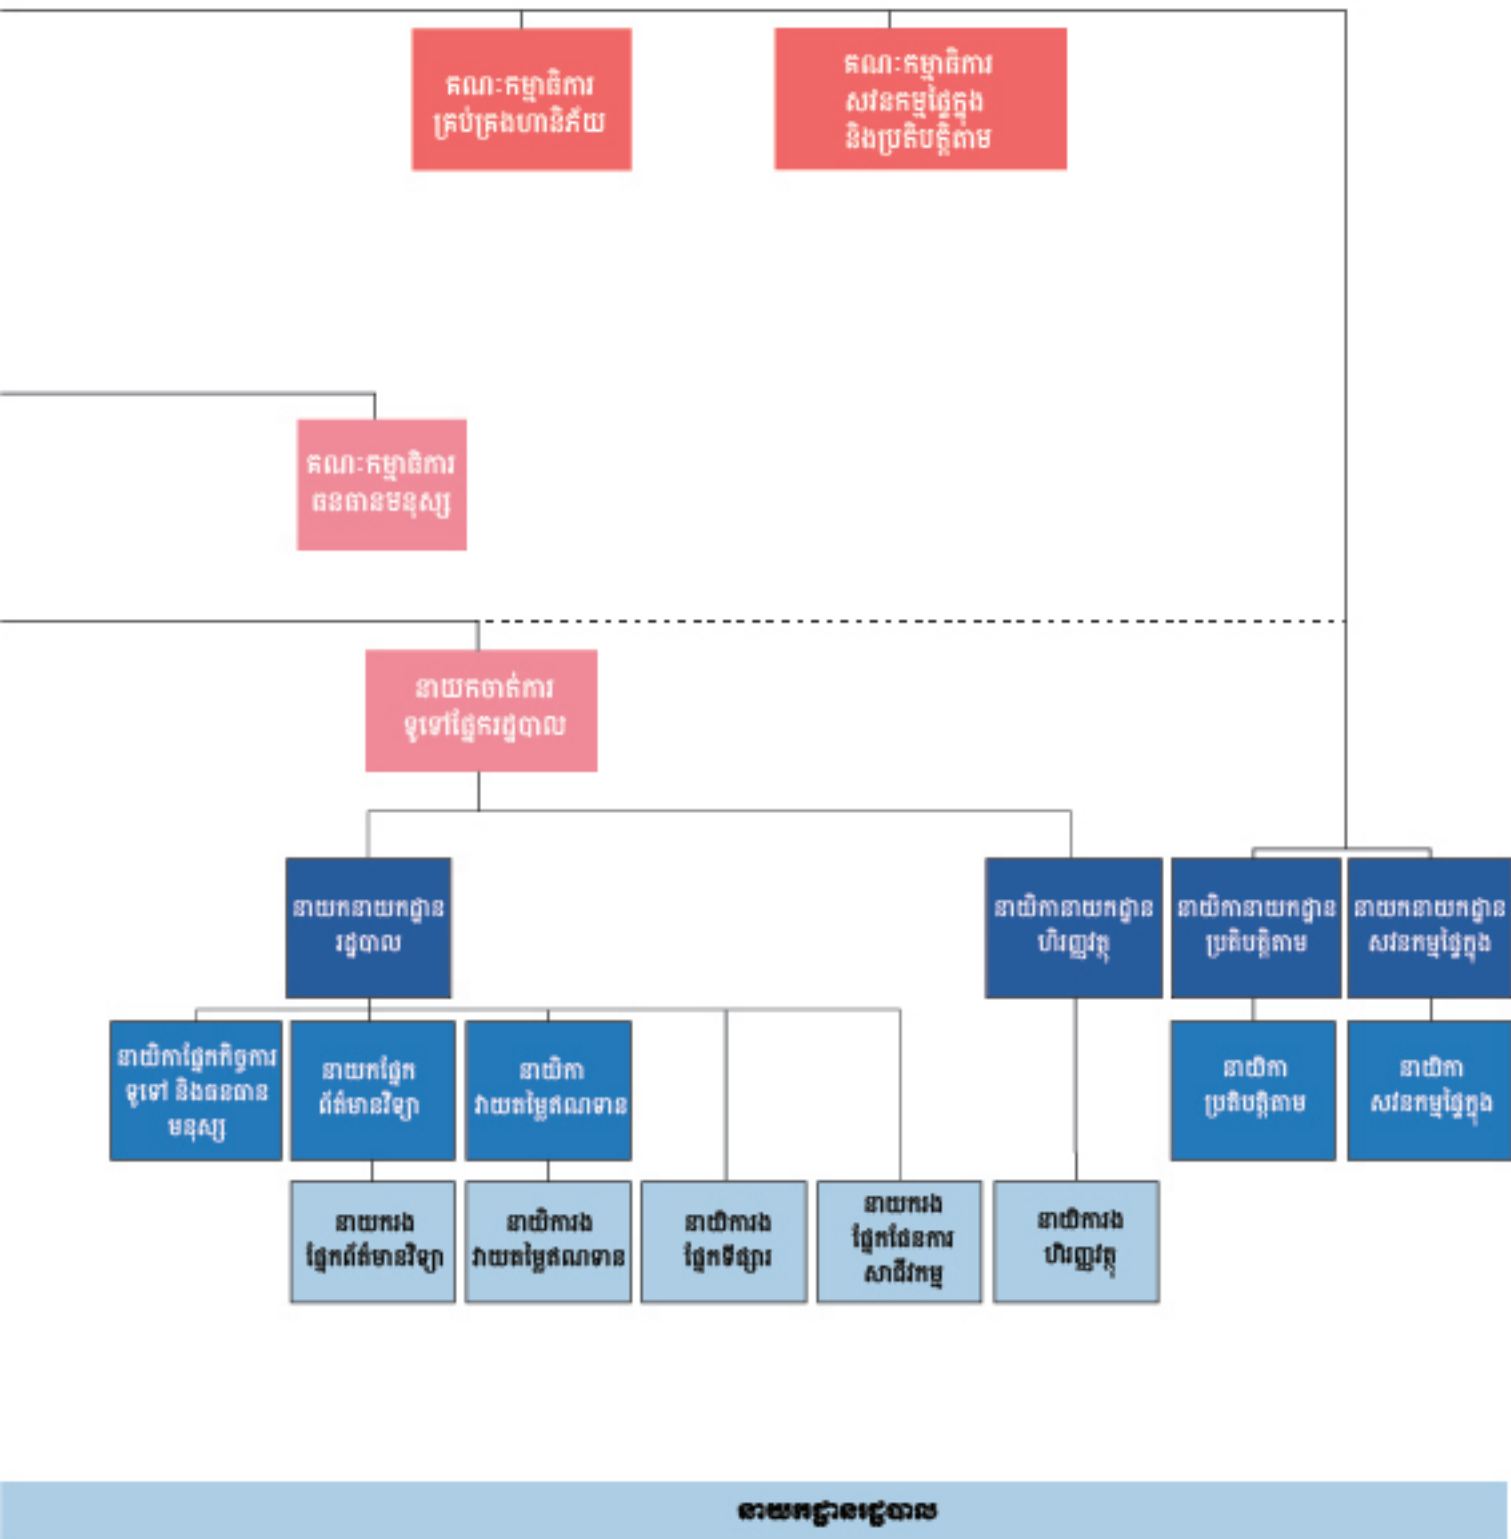 គណៈកម្មាធិការ
គ្រប់គ្រងហានិភ័យ
គណៈកម្មាធិការ
សវនកម្មផ្ទៃក្នុង
និងប្រតិបត្តិតាម
គណៈកម្មាធិការ
ធនធានមនុស្ស
នាយកចាត់ការ
ទូទៅផ្នែករដ្ឋបាល
នាយកនាយកដ្ឋាន
រដ្ឋបាល
នាយិកានាយកដ្ឋាន
ហិរញ្ញវត្ថុ
នាយិកានាយកដ្ឋាន
ប្រតិបត្តិតាម
នាយកនាយកដ្ឋាន
សវនកម្មផ្ទៃក្នុង
នាយិកាផ្នែកកិច្ចការ
ទូទៅ និងធនធាន
មនុស្ស
នាយកផ្នែក
ព័ត៌មានវិទ្យា
នាយិកា
វាយតម្លៃឥណទាន
នាយិកា
ប្រតិបត្តិតាម
នាយិកា
សវនកម្មផ្ទៃក្នុង
នាយករង
ផ្នែកព័ត៌មានវិទ្យា
នាយិការង
វាយតម្លៃឥណទាន
នាយិការង
ផ្នែកទីផ្សារ
នាយករង
ផ្នែកផែនការ
សាជីវកម្ម
នាយិការង
ហិរញ្ញវត្ថុ
នាយកដ្ឋានរដ្ឋបាល